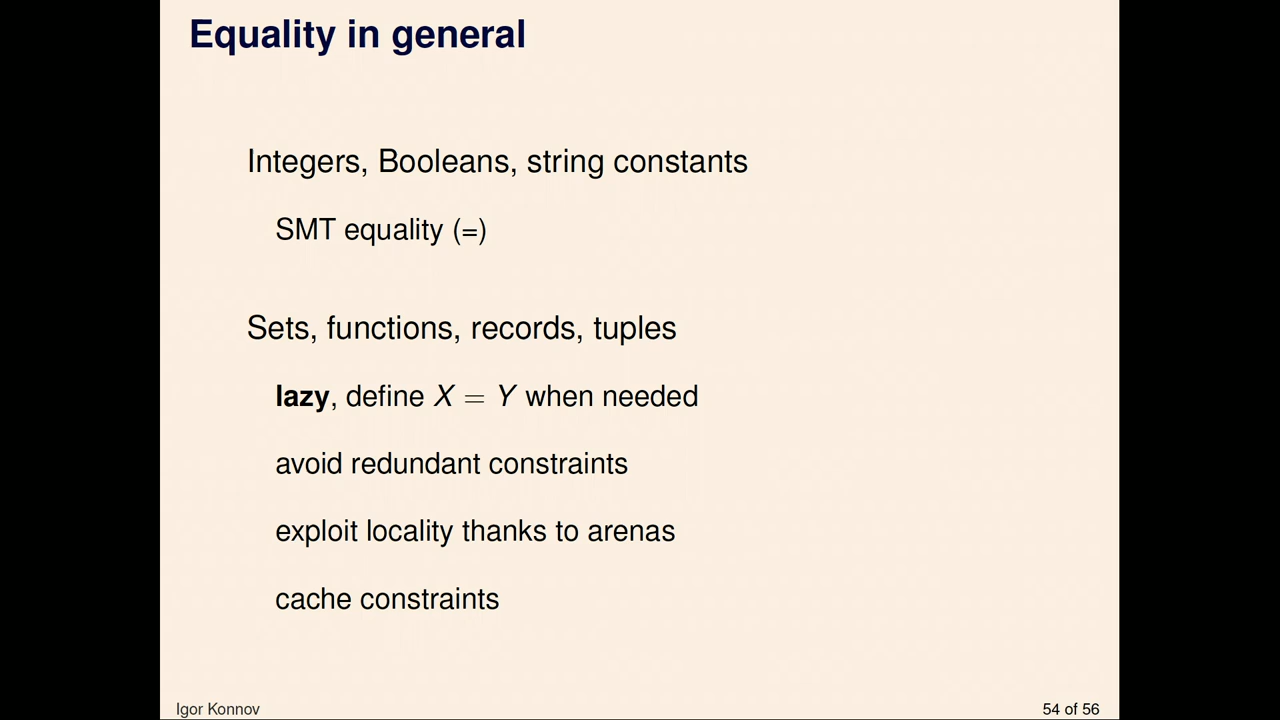 Equality in general
Integers, Booleans, string constants
SMT equality (=)
Sets, functions, records, tuples
lazy, define X = Y when needed
avoid redundant constraints
exploit locality thanks to arenas
cache constraints
Igor Konnov
54 of 56